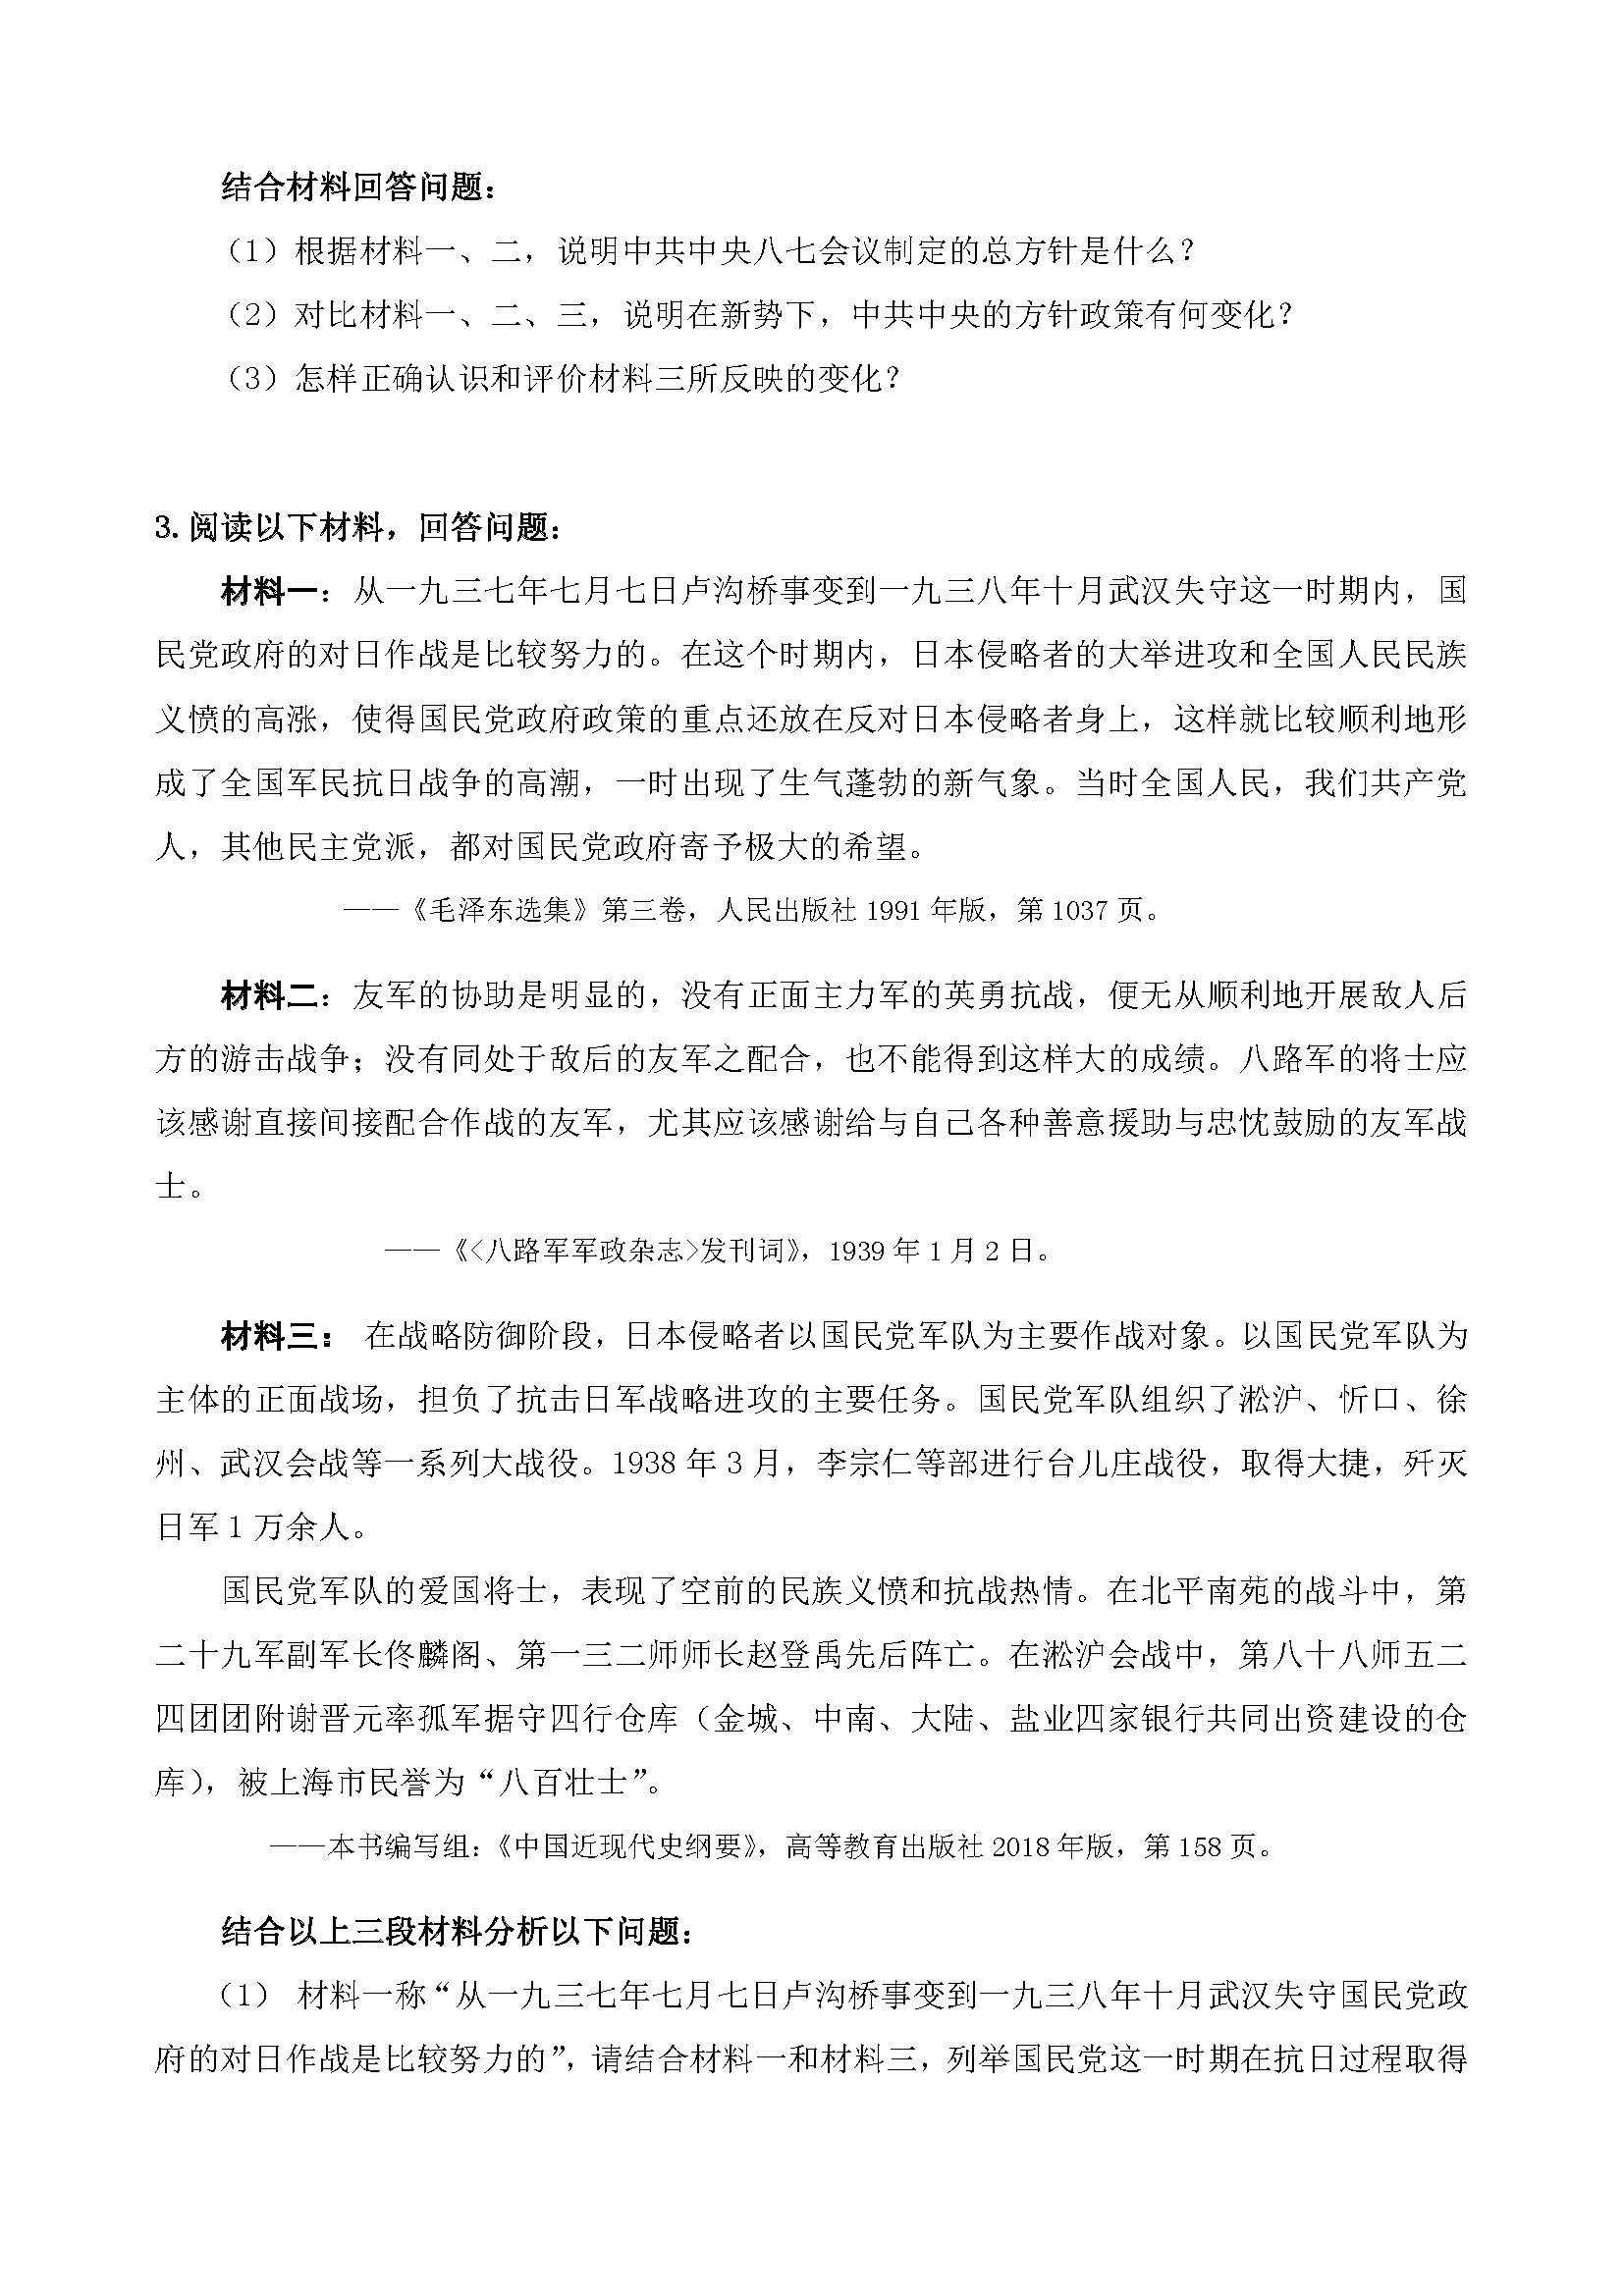 结合材料回答问题：
（1）根据材料一、二，说明中共中央八七会议制定的总方针是什么？
（2）对比材料一、二、三，说明在新势下，中共中央的方针政策有何变化？
（3）怎样正确认识和评价材料三所反映的变化？
3.阅读以下材料，回答问题：
材料一：从一九三七年七月七日卢沟桥事变到一九三八年十月武汉失守这一时期内，国
民党政府的对日作战是比较努力的。在这个时期内，日本侵略者的大举进攻和全国人民民族
义愤的高涨，使得国民党政府政策的重点还放在反对日本侵略者身上，这样就比较顺利地形
成了全国军民抗日战争的高潮，一时出现了生气蓬勃的新气象。当时全国人民，我们共产党
人，其他民主党派，都对国民党政府寄予极大的希望。
——《毛泽东选集》第三卷，人民出版社 1991 年版，第 1037 页。
材料二：友军的协助是明显的，没有正面主力军的英勇抗战，便无从顺利地开展敌人后
方的游击战争；没有同处于敌后的友军之配合，也不能得到这样大的成绩。八路军的将士应
该感谢直接间接配合作战的友军，尤其应该感谢给与自己各种善意援助与忠忱鼓励的友军战
士。
——《<八路军军政杂志>发刊词》，1939 年 1 月 2 日。
材料三： 在战略防御阶段，日本侵略者以国民党军队为主要作战对象。以国民党军队为
主体的正面战场，担负了抗击日军战略进攻的主要任务。国民党军队组织了淞沪、忻口、徐
州、武汉会战等一系列大战役。1938 年 3 月，李宗仁等部进行台儿庄战役，取得大捷，歼灭
日军 1 万余人。
国民党军队的爱国将士，表现了空前的民族义愤和抗战热情。在北平南苑的战斗中，第
二十九军副军长佟麟阁、第一三二师师长赵登禹先后阵亡。在淞沪会战中，第八十八师五二
四团团附谢晋元率孤军据守四行仓库（金城、中南、大陆、盐业四家银行共同出资建设的仓
库），被上海市民誉为“八百壮士”。
——本书编写组：《中国近现代史纲要》，高等教育出版社 2018 年版，第 158 页。
结合以上三段材料分析以下问题：
（1） 材料一称“从一九三七年七月七日卢沟桥事变到一九三八年十月武汉失守国民党政
府的对日作战是比较努力的”，请结合材料一和材料三，列举国民党这一时期在抗日过程取得